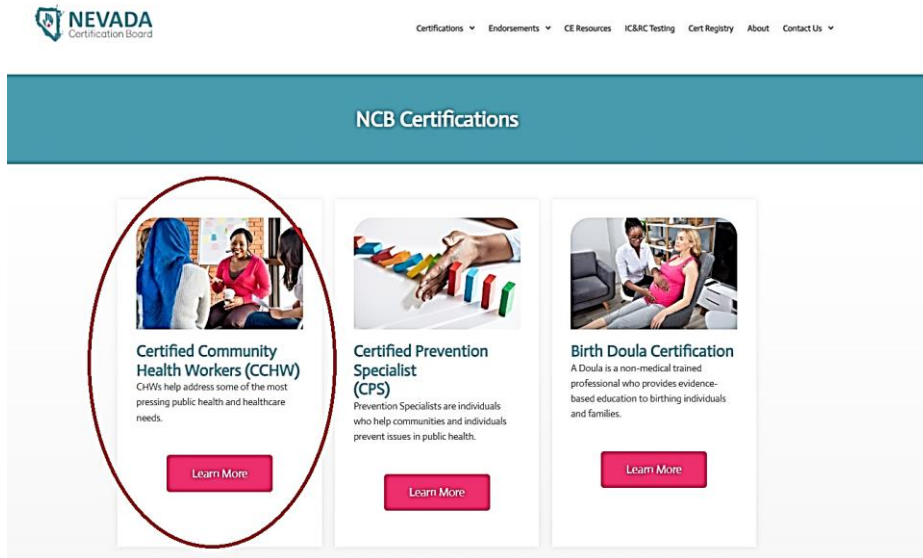 NEVADA
Certification Board
Certifications Endorsements CE Resources IC&RC Testing Cert Registry About Contact Us
NCB Certifications
Certified Community
Health Workers (CCHW)
CHWs help address some of the most
pressing public health and healthcare
needs.
Learn More
Certified Prevention
Specialist
(CPS)
Prevention Specialists are individuals
who help communities and individuals
prevent issues in public health.
Learn More
Birth Doula Certification
A Doula is a non-medical trained
professional who provides evidence-
based education to birthing individuals
and families.
Learn More